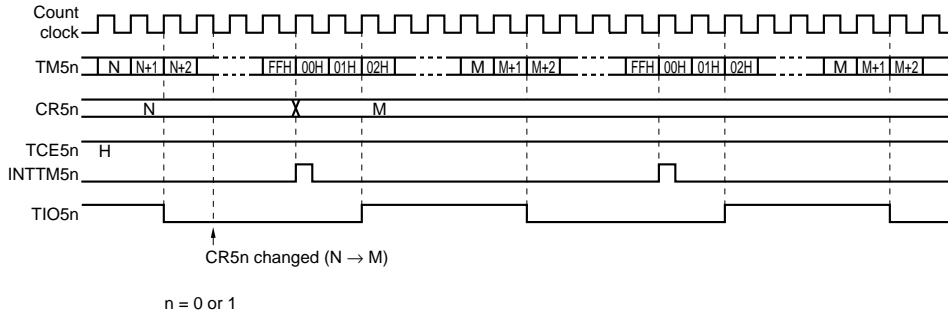 Count
clock
TM5n N N+1 N+2 FFH 00H 01H 02H M M+1 M+2 FFH 00H 01H 02H M M+1 M+2
CR5n N M
TCE5n H
INTTM5n
TIO5n
CR5n changed (N → M)
n = 0 or 1